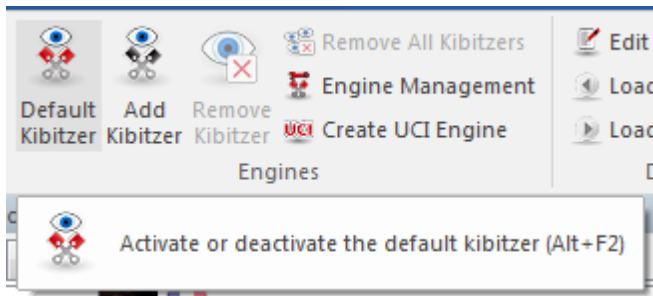 Default Kibitzer
Add Kibitzer
Remove Kibitzer
Remove All Kibitzers
Engine Management
UCI Create UCI Engine
Engines
Edit
Activate or deactivate the default kibitzer (Alt+F2)